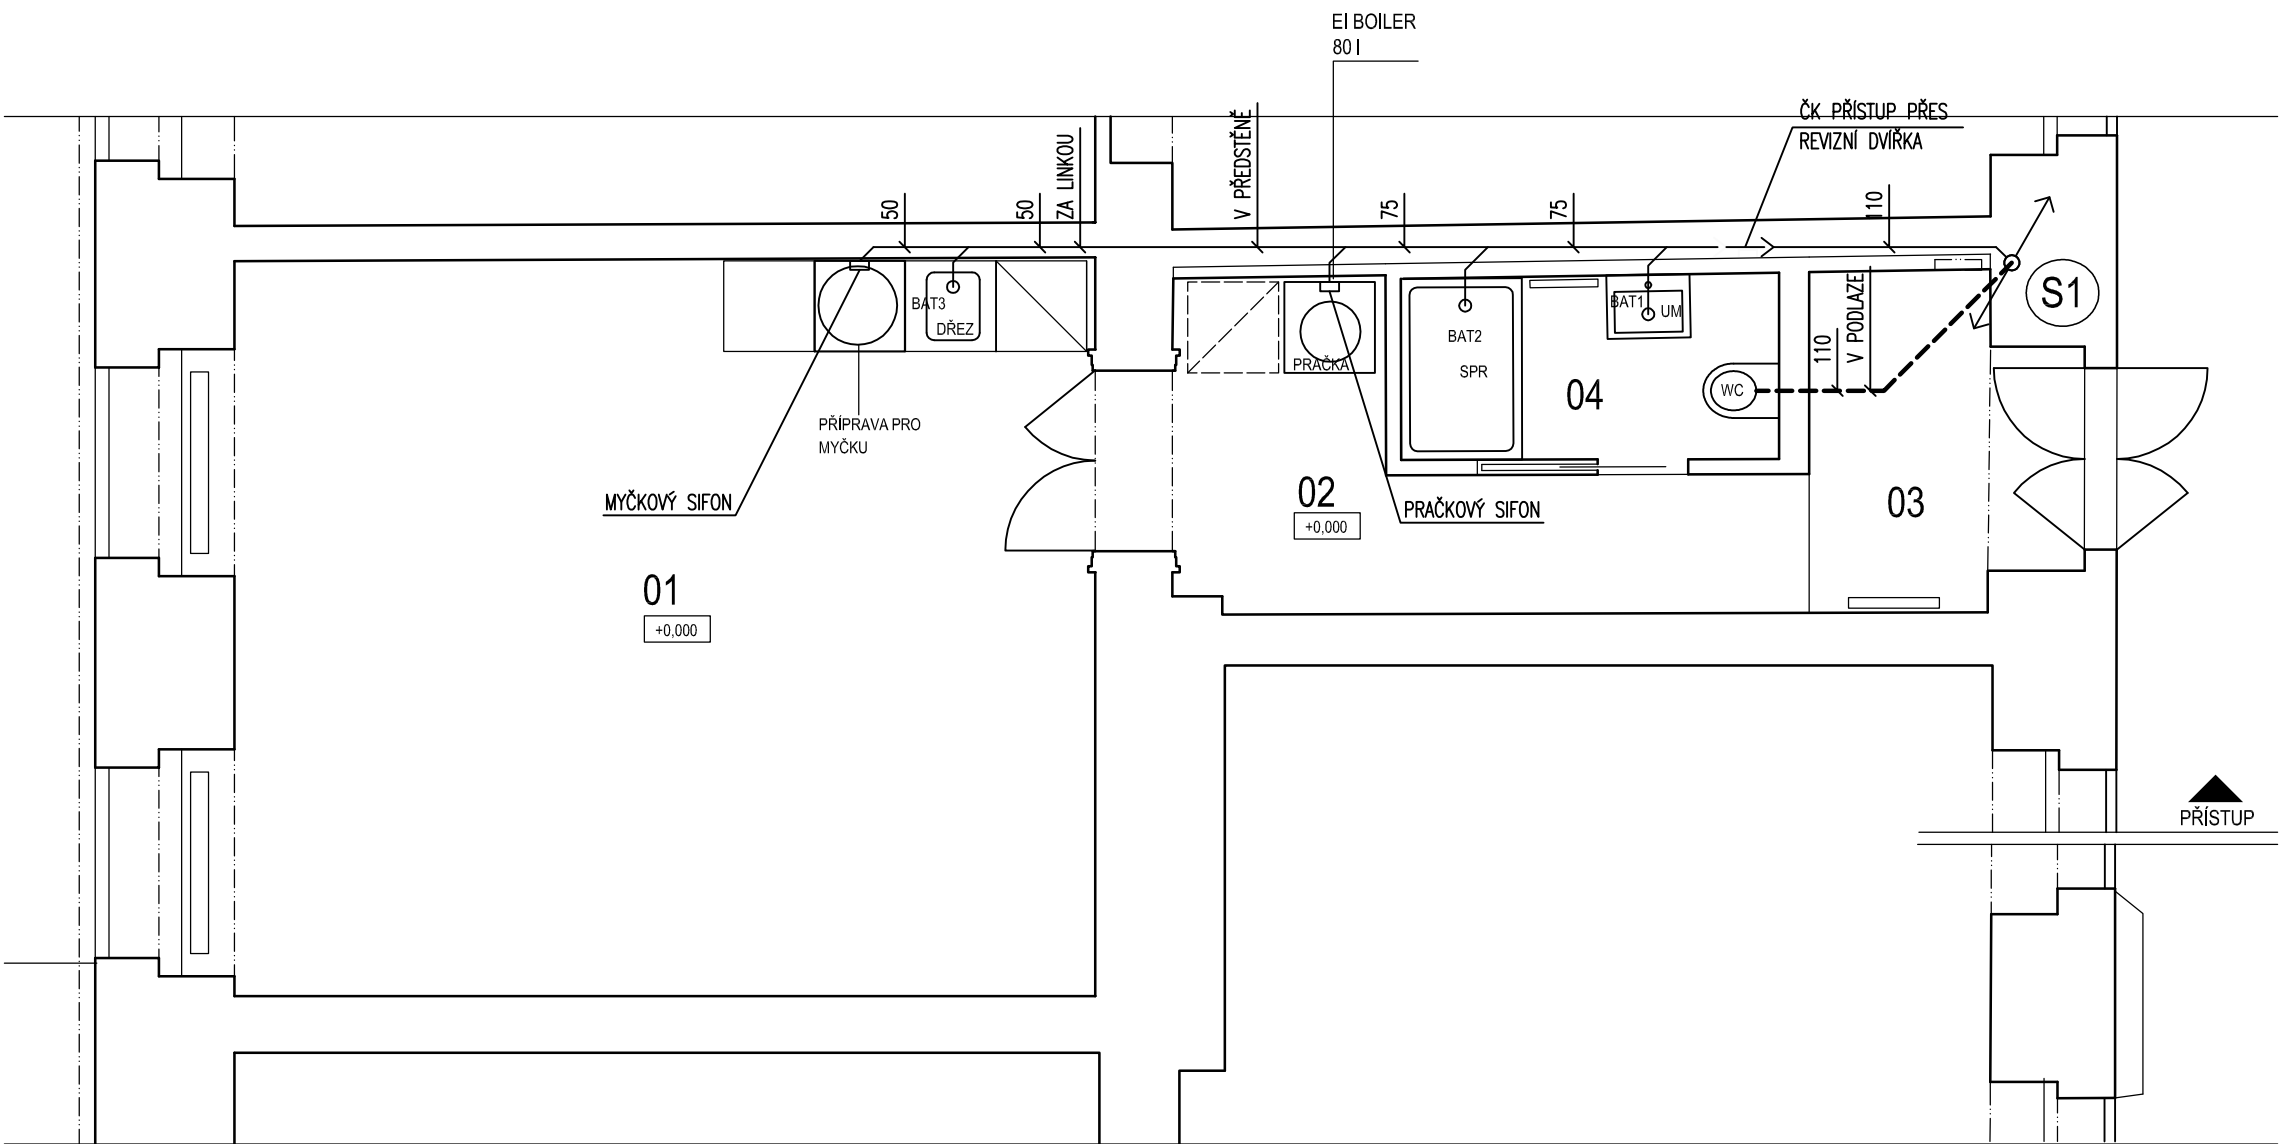 EI BOILER
80 l
ČK PŘÍSTUP PŘES
REVIZNÍ DVÍŘKA
50
50
ZA LINKOU
V PŘEDSTĚNĚ
75
75
110
S1
BAT3
DŘEZ
PŘÍPRAVA PRO
MYČKU
MYČKOVÝ SIFON
PRAČKA
BAT2
SPR
BAT1
UM
04
WC
110
V PODLAZE
02
+0,000
PRAČKOVÝ SIFON
03
01
+0,000
PŘÍSTUP